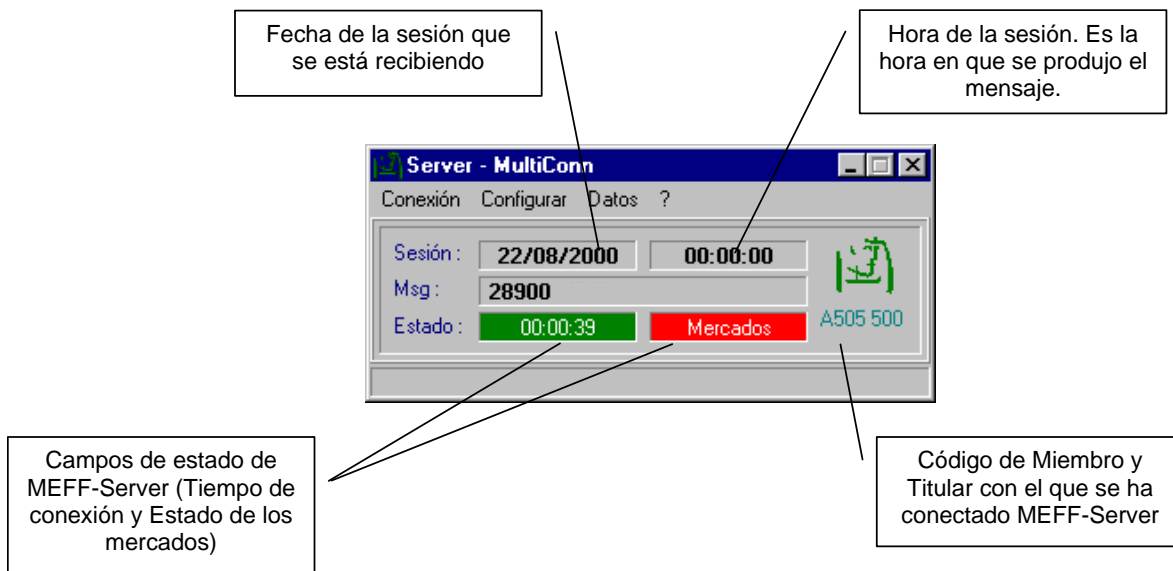 Fecha de la sesión que
se está recibiendo
Hora de la sesión. Es la
hora en que se produjo el
mensaje.
Server - MultiConn
Conexión Configurar Datos ?
Sesión : 22/08/2000 00:00:00
Msg : 28900
Estado : 00:00:39 Mercados
A505 500
Campos de estado de
MEFF-Server (Tiempo de
conexión y Estado de los
mercados)
Código de Miembro y
Titular con el que se ha
conectado MEFF-Server